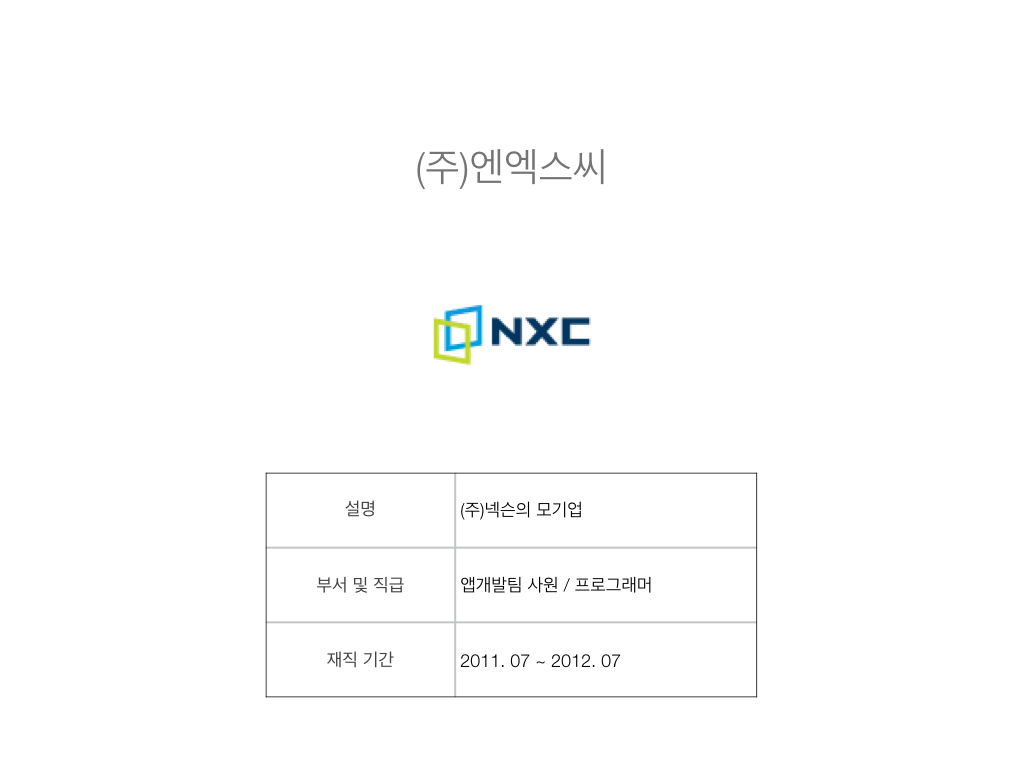 (주)엔엑스씨
NXC
설명
(주)넥슨의 모기업
부서 및 직급
앱개발팀 사원 / 프로그래머
재직 기간
2011. 07 ~ 2012. 07